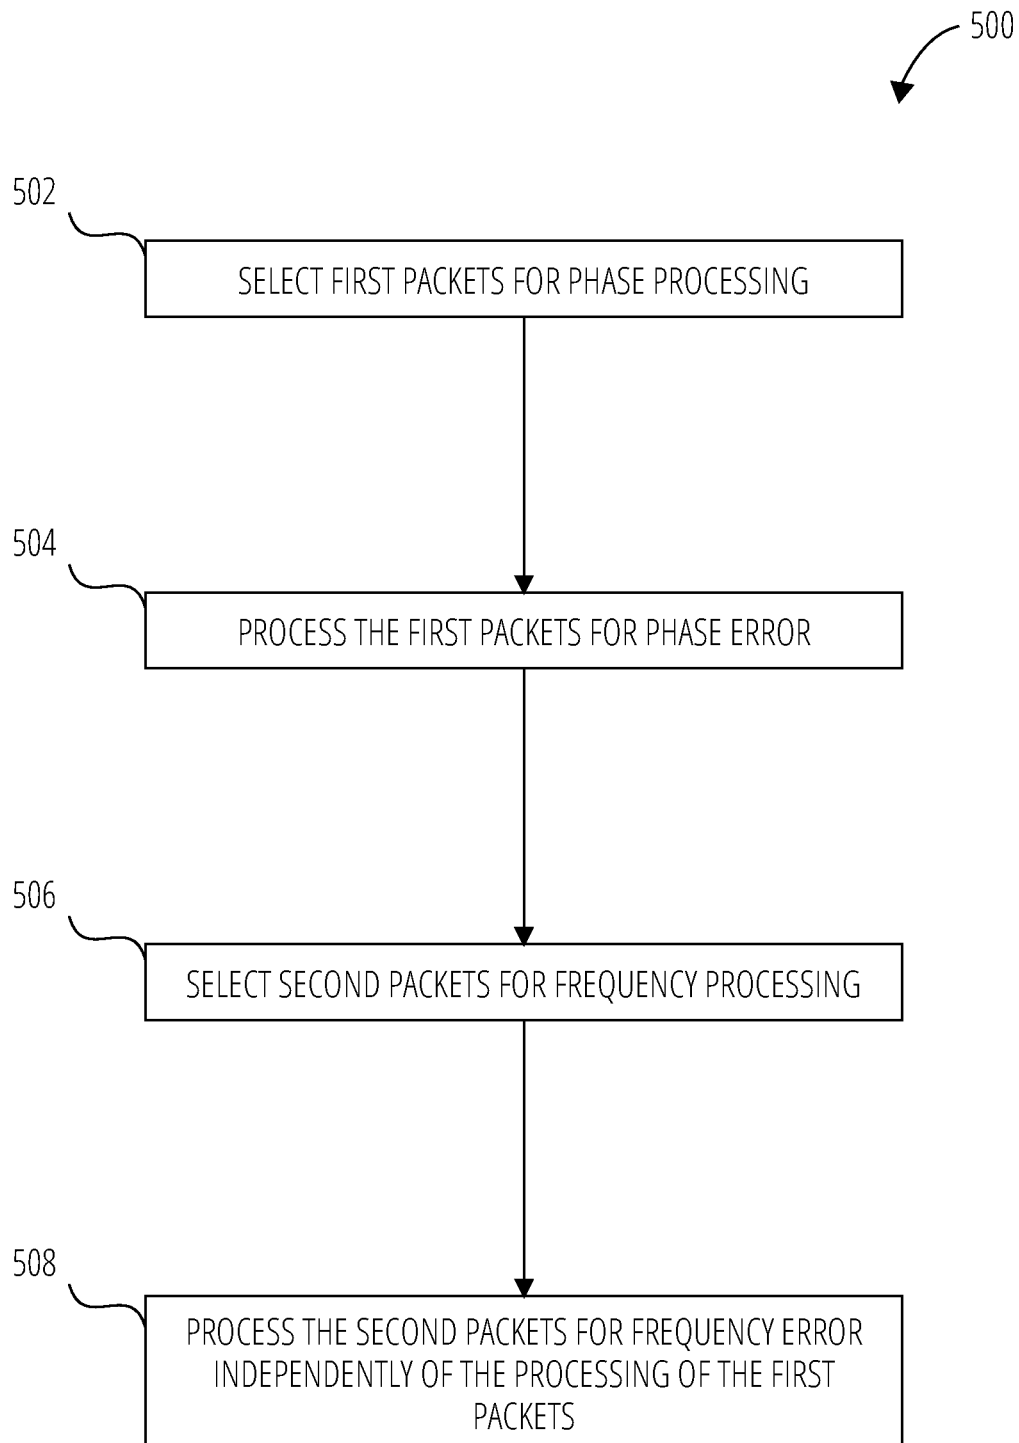 500
502
SELECT FIRST PACKETS FOR PHASE PROCESSING
504
PROCESS THE FIRST PACKETS FOR PHASE ERROR
506
SELECT SECOND PACKETS FOR FREQUENCY PROCESSING
508
PROCESS THE SECOND PACKETS FOR FREQUENCY ERROR
INDEPENDENTLY OF THE PROCESSING OF THE FIRST
PACKETS